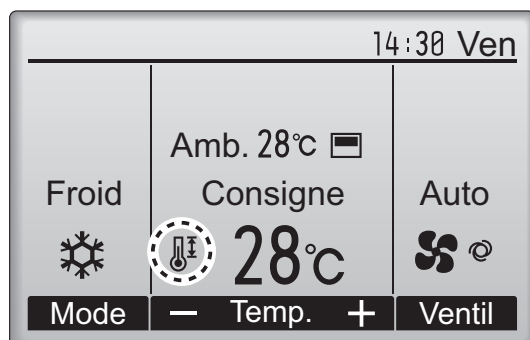 14:30 Ven
Amb. 28°C
Froid Consigne Auto
28°C
Mode — Temp. + Ventil